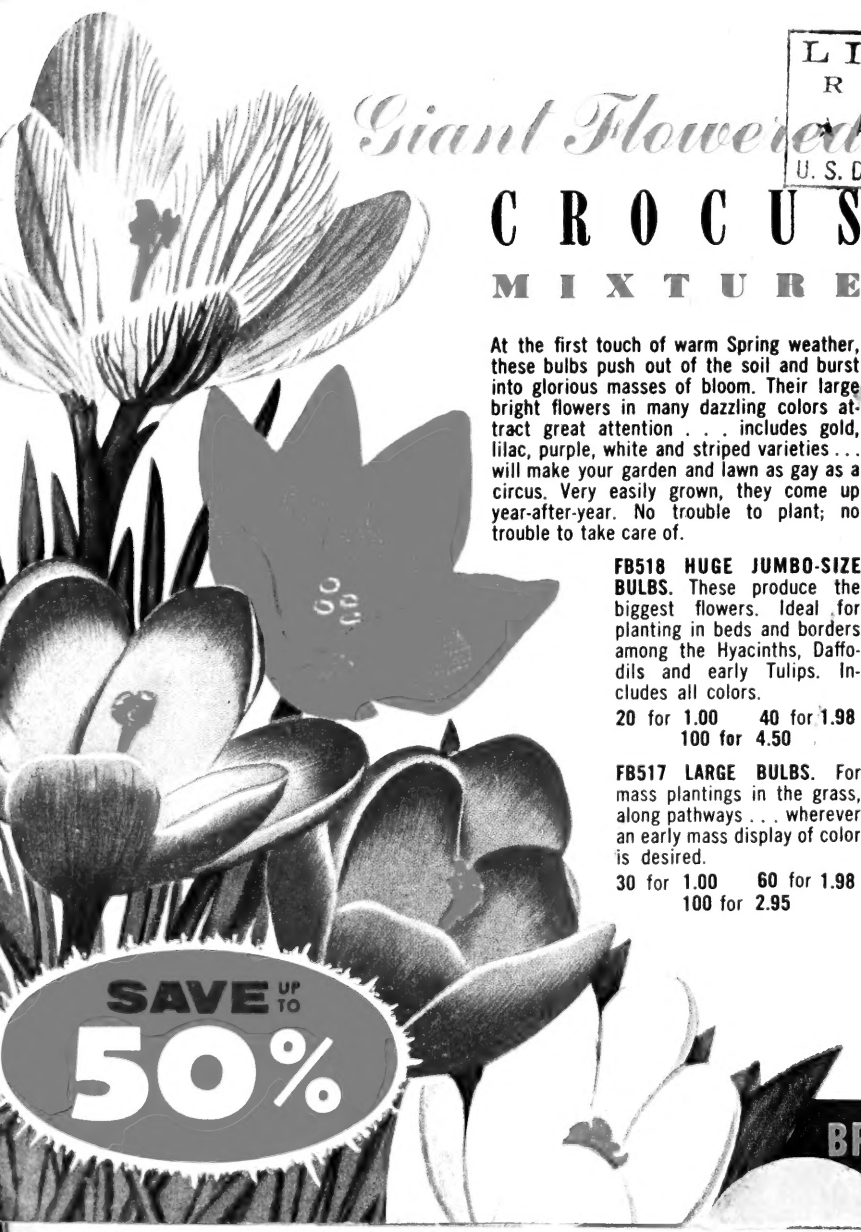 Giant Flowered
CROCUS
MIXTURE
At the first touch of warm Spring weather,
these bulbs push out of the soil and burst
into glorious masses of bloom. Their large
bright flowers in many dazzling colors at-
tract great attention . . . includes gold,
lilac, purple, white and striped varieties . . .
will make your garden and lawn as gay as a
circus. Very easily grown, they come up
year-after-year. No trouble to plant; no
trouble to take care of.
FB518 HUGE JUMBO-SIZE
BULBS. These produce the
biggest flowers. Ideal for
planting in beds and borders
among the Hyacinths, Daffo-
dils and early Tulips. In-
cludes all colors.
20 for 1.00 40 for 1.98
100 for 4.50
FB517 LARGE BULBS. For
mass plantings in the grass,
along pathways . . . wherever
an early mass display of color
is desired.
30 for 1.00 60 for 1.98
100 for 2.95
SAVE UP TO
50%